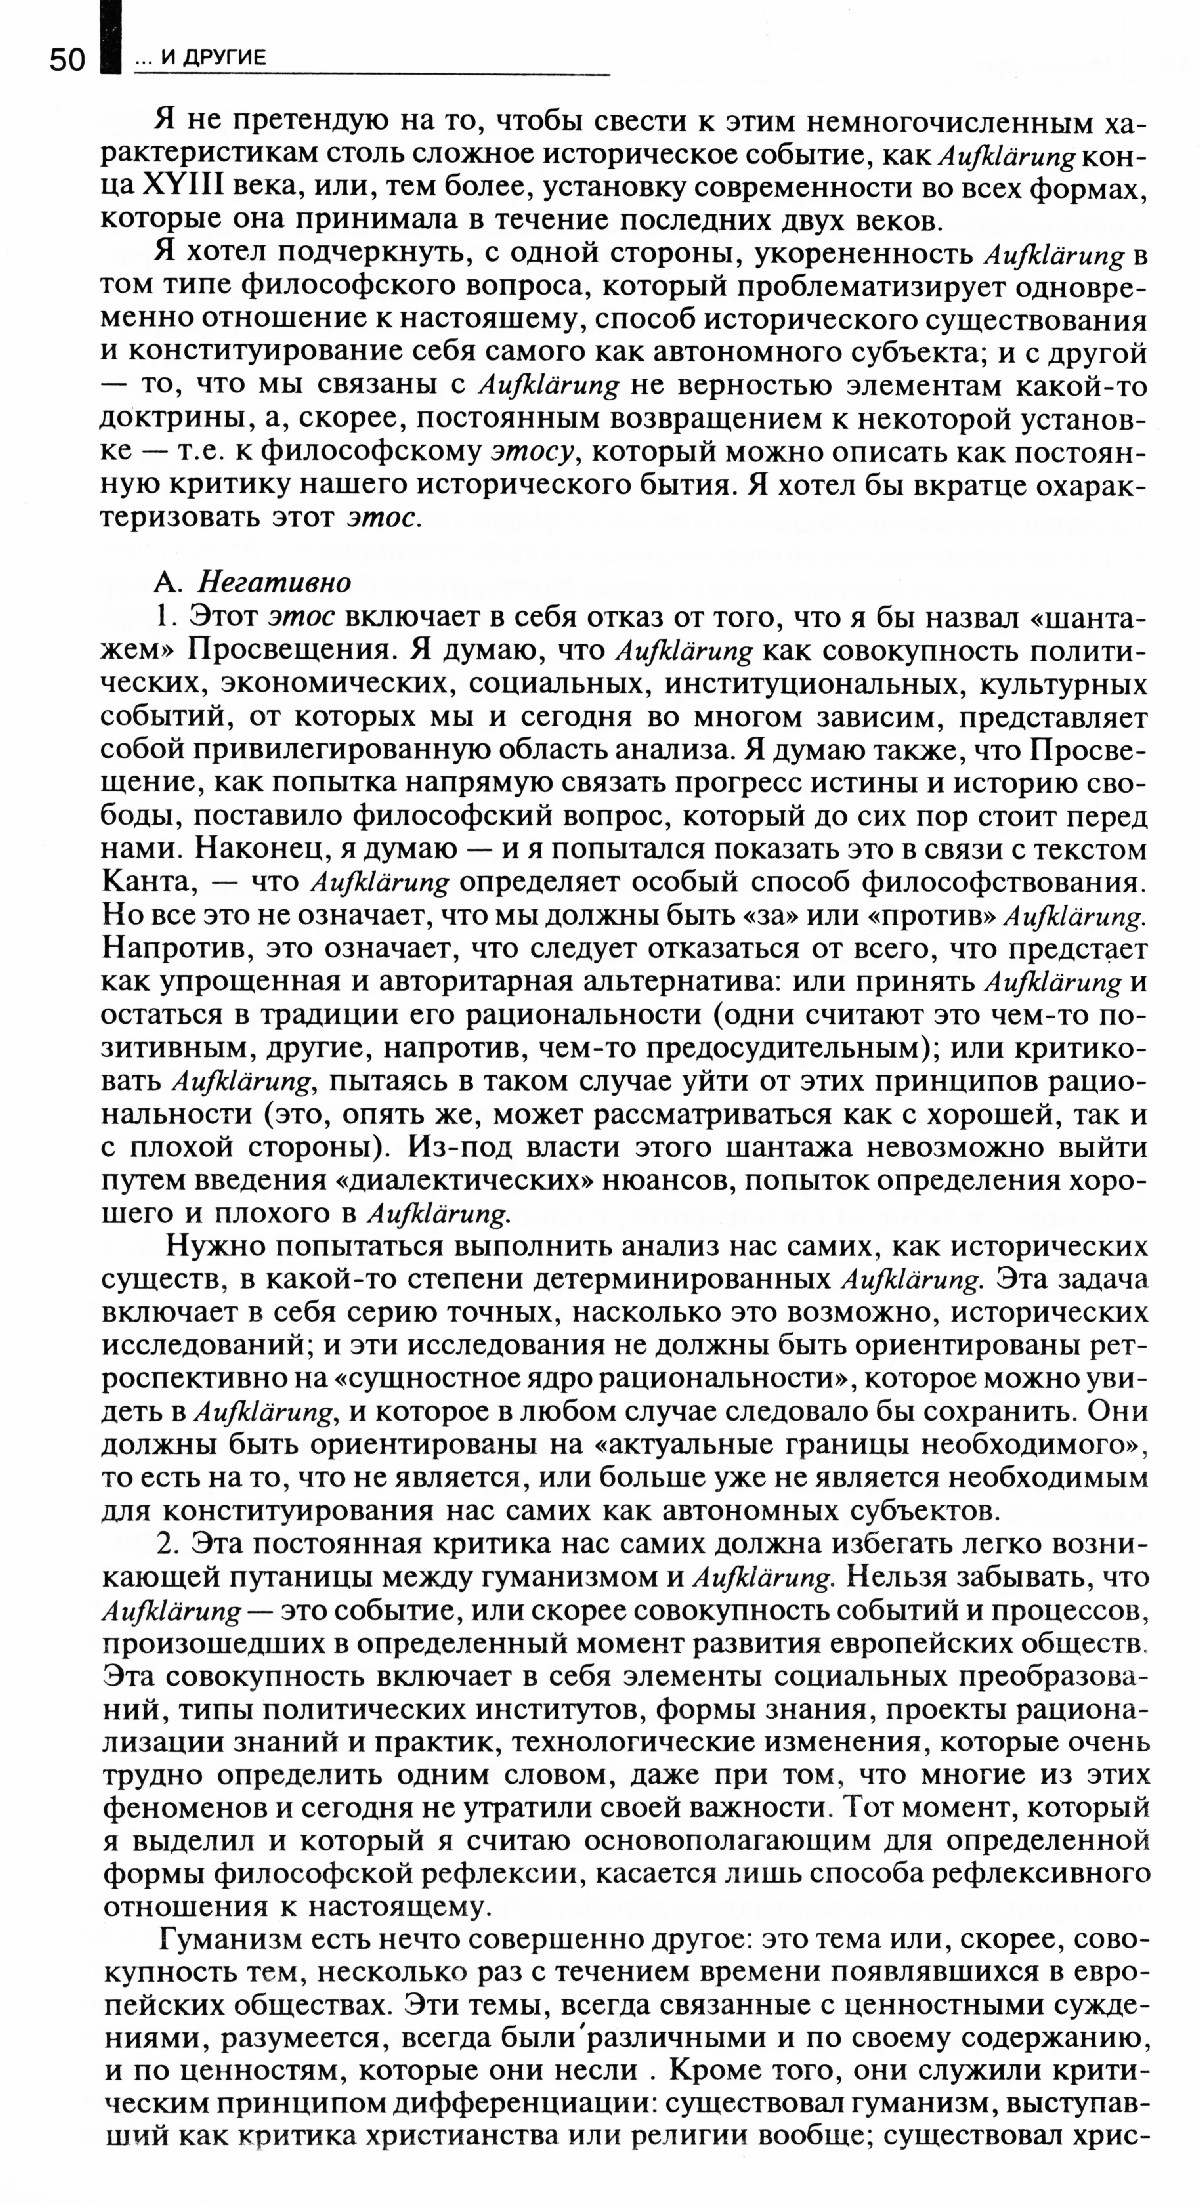 50 ... И ДРУГИЕ
Я не претендую на то, чтобы свести к этим немногочисленным ха-
рактеристикам столь сложное историческое событие, как Aufklärung кон-
ца XYIII века, или, тем более, установку современности во всех формах,
которые она принимала в течение последних двух веков.
Я хотел подчеркнуть, с одной стороны, укорененность Aufklärung в
том типе философского вопроса, который проблематизирует одновре-
менно отношение к настояшему, способ исторического существования
и конституирование себя самого как автономного субъекта; и с другой
— то, что мы связаны с Aufklärung не верностью элементам какой-то
доктрины, а, скорее, постоянным возвращением к некоторой установ-
ке — т.е. к философскому этосу, который можно описать как постоян-
ную критику нашего исторического бытия. Я хотел бы вкратце охарак-
теризовать этот этос.
А. Негативно
1. Этот этос включает в себя отказ от того, что я бы назвал «шанта-
жем» Просвещения. Я думаю, что Aufklärung как совокупность полити-
ческих, экономических, социальных, институциональных, культурных
событий, от которых мы и сегодня во многом зависим, представляет
собой привилегированную область анализа. Я думаю также, что Просве-
щение, как попытка напрямую связать прогресс истины и историю сво-
боды, поставило философский вопрос, который до сих пор стоит перед
нами. Наконец, я думаю — и я попытался показать это в связи с текстом
Канта, — что Aufklärung определяет особый способ философствования.
Но все это не означает, что мы должны быть «за» или «против» Aufklärung.
Напротив, это означает, что следует отказаться от всего, что предстает
как упрощенная и авторитарная альтернатива: или принять Aufklärung и
остаться в традиции его рациональности (одни считают это чем-то по-
зитивным, другие, напротив, чем-то предосудительным); или критико-
вать Aufklärung, пытаясь в таком случае уйти от этих принципов рацио-
нальности (это, опять же, может рассматриваться как с хорошей, так и
с плохой стороны). Из-под власти этого шантажа невозможно выйти
путем введения «диалектических» нюансов, попыток определения хоро-
шего и плохого в Aufklärung.
Нужно попытаться выполнить анализ нас самих, как исторических
существ, в какой-то степени детерминированных Aufklärung. Эта задача
включает в себя серию точных, насколько это возможно, исторических
исследований; и эти исследования не должны быть ориентированы рет-
роспективно на «сущностное ядро рациональности», которое можно уви-
деть в Aufklärung, и которое в любом случае следовало бы сохранить. Они
должны быть ориентированы на «актуальные границы необходимого»,
то есть на то, что не является, или больше уже не является необходимым
для конституирования нас самих как автономных субъектов.
2. Эта постоянная критика нас самих должна избегать легко возни-
кающей путаницы между гуманизмом и Aufklärung. Нельзя забывать, что
Aufklärung — это событие, или скорее совокупность событий и процессов,
произошедших в определенный момент развития европейских обществ.
Эта совокупность включает в себя элементы социальных преобразова-
ний, типы политических институтов, формы знания, проекты рациона-
лизации знаний и практик, технологические изменения, которые очень
трудно определить одним словом, даже при том, что многие из этих
феноменов и сегодня не утратили своей важности. Тот момент, который
я выделил и который я считаю основополагающим для определенной
формы философской рефлексии, касается лишь способа рефлексивного
отношения к настоящему.
Гуманизм есть нечто совершенно другое: это тема или, скорее, сово-
купность тем, несколько раз с течением времени появлявшихся в евро-
пейских обществах. Эти темы, всегда связанные с ценностными сужде-
ниями, разумеется, всегда были различными и по своему содержанию,
и по ценностям, которые они несли . Кроме того, они служили крити-
ческим принципом дифференциации: существовал гуманизм, выступав-
ший как критика христианства или религии вообще; существовал хрис-